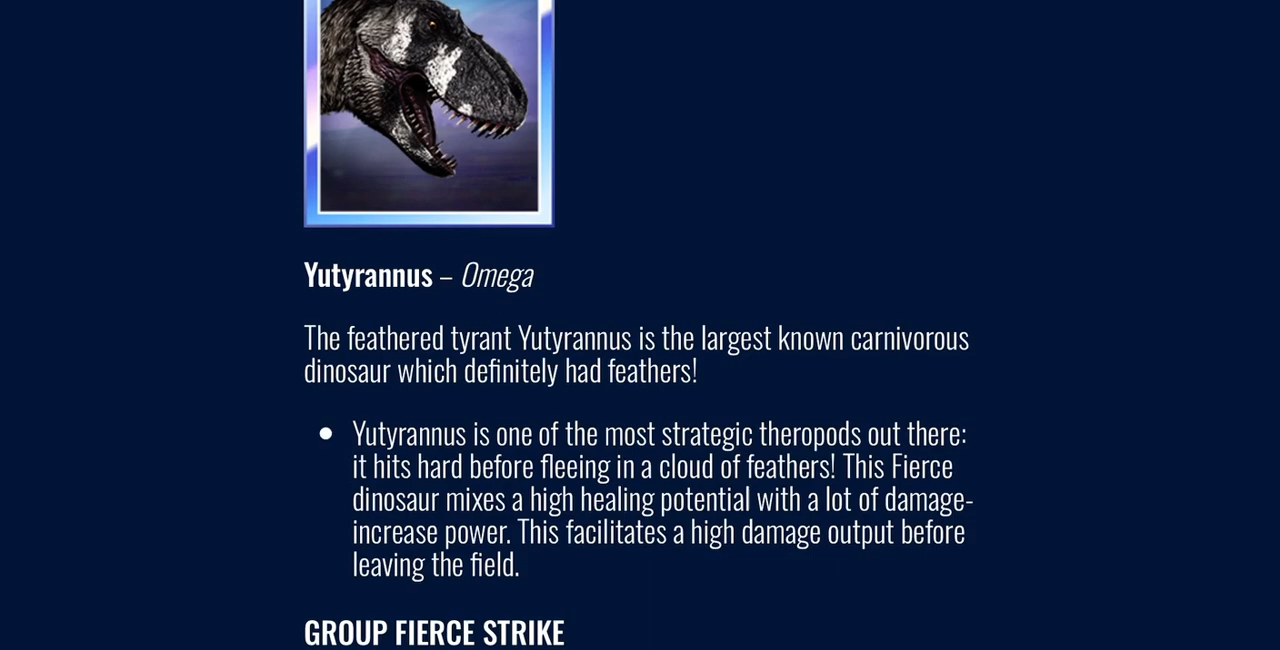 Yutyrannus – Omega
The feathered tyrant Yutyrannus is the largest known carnivorous
dinosaur which definitely had feathers!
• Yutyrannus is one of the most strategic theropods out there:
it hits hard before fleeing in a cloud of feathers! This Fierce
dinosaur mixes a high healing potential with a lot of damage-
increase power. This facilitates a high damage output before
leaving the field.
GROUP FIERCE STRIKE